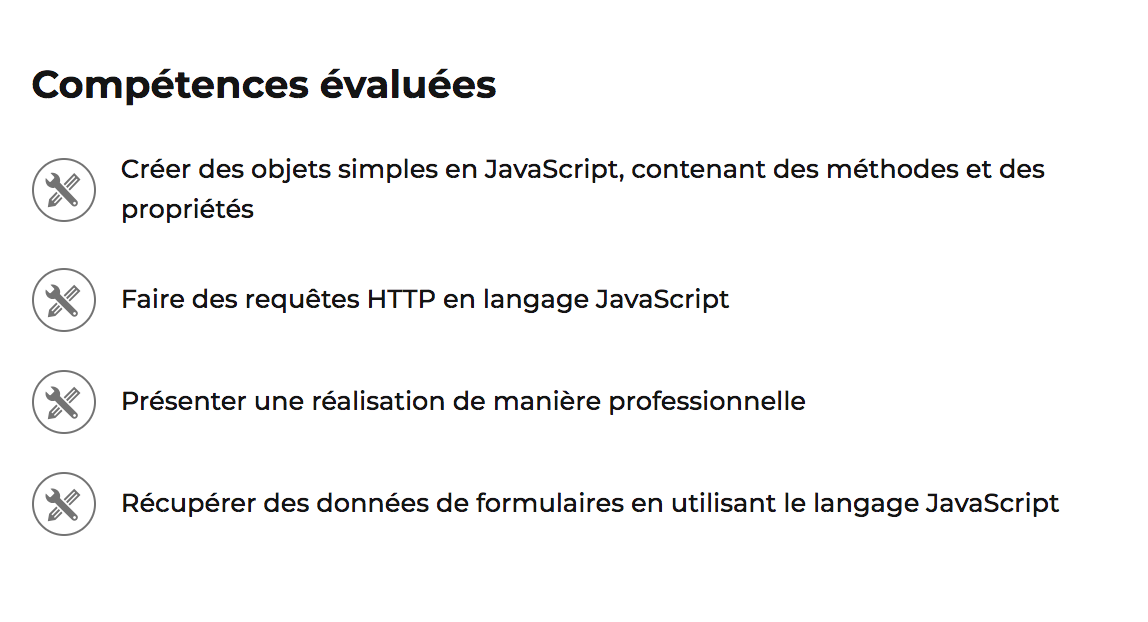 Compétences évaluées
Créer des objets simples en JavaScript, contenant des méthodes et des
propriétés
Faire des requêtes HTTP en langage JavaScript
Présenter une réalisation de manière professionnelle
Récupérer des données de formulaires en utilisant le langage JavaScript